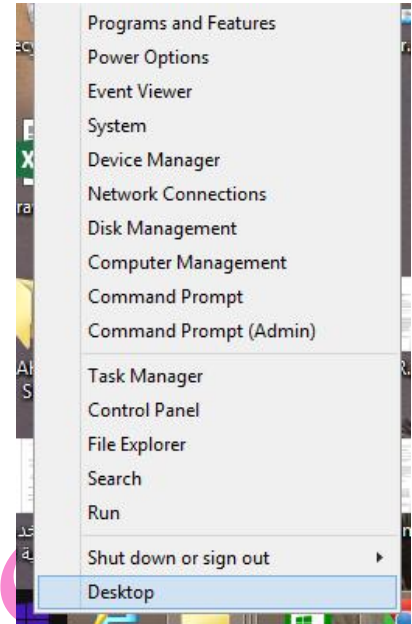 Programs and Features
Power Options
Event Viewer
System
Device Manager
Network Connections
Disk Management
Computer Management
Command Prompt
Command Prompt (Admin)
Task Manager
Control Panel
File Explorer
Search
Run
Shut down or sign out
Desktop